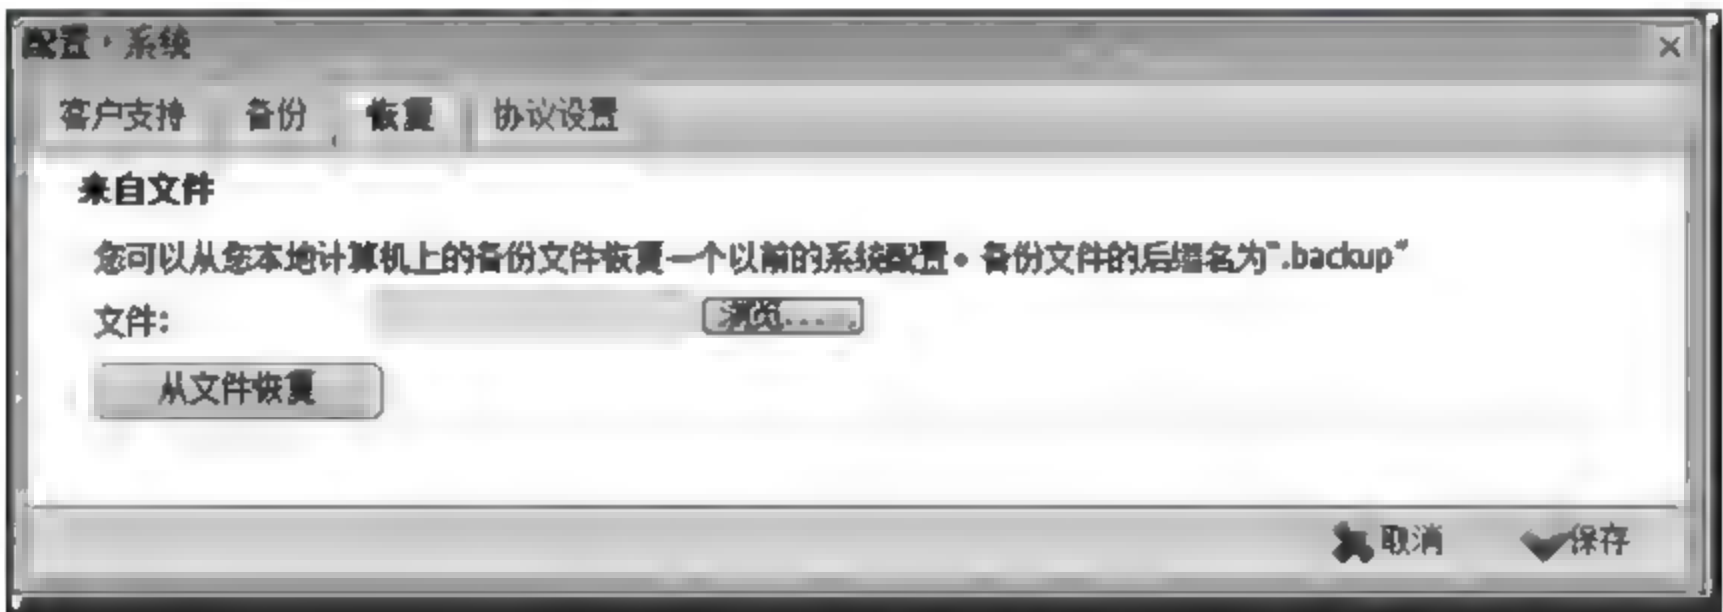 配置·系统
客户支持 备份 恢复 协议设置
来自文件
您可以从您本地计算机上的备份文件恢复一个以前的系统配置。备份文件的后缀名为".backup"
文件:
浏览......
从文件恢复
取消 保存